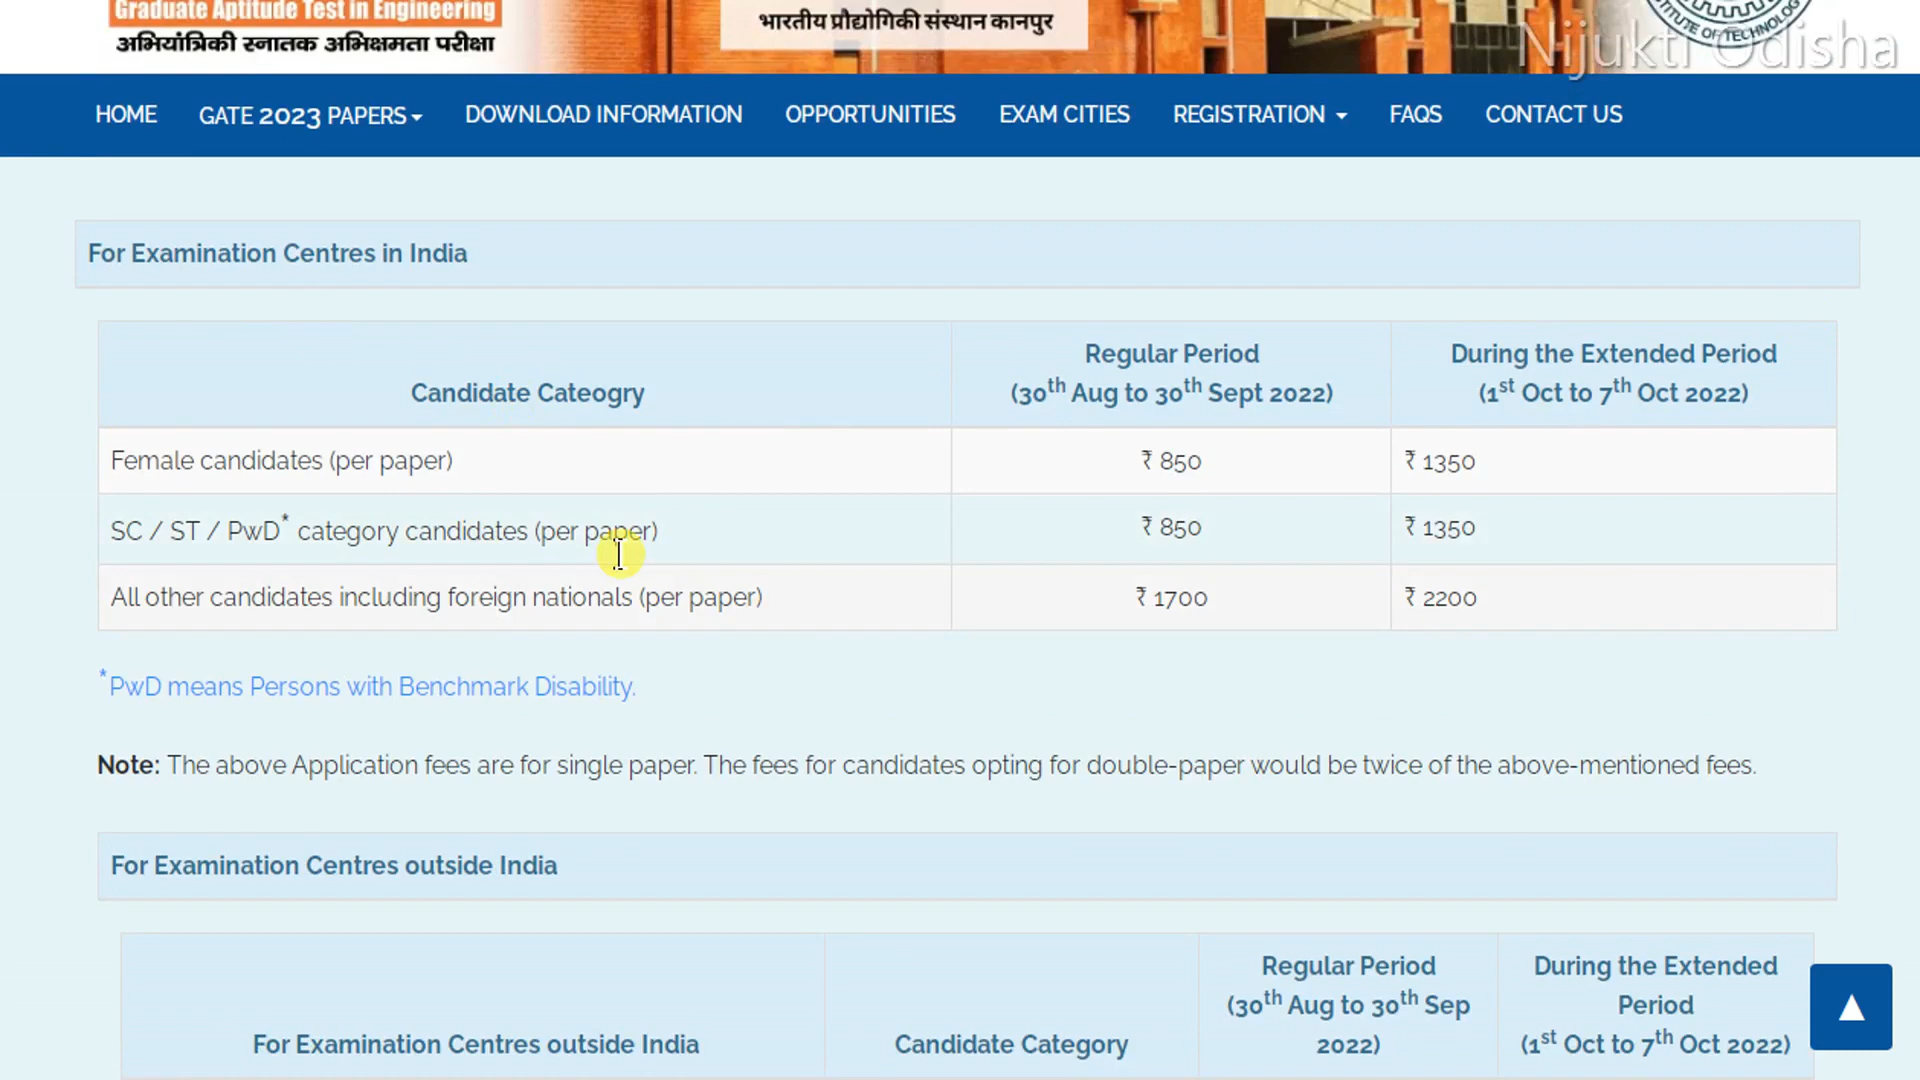 Graduate Aptitude Test in Engineering
अभियांत्रिकी स्नातक अभिक्षमता परीक्षा
भारतीय प्रौद्योगिकी संस्थान कानपुर
TITUTE OF TECHNOLOGY
Nijukti Odisha
HOME GATE 2023 PAPERS DOWNLOAD INFORMATION OPPORTUNITIES EXAM CITIES REGISTRATION FAQS CONTACT US
For Examination Centres in India
Candidate Cateogry
Regular Period
(30th Aug to 30th Sept 2022)
During the Extended Period
(1st Oct to 7th Oct 2022)
Female candidates (per paper) ₹ 850 ₹ 1350
SC / ST / PwD* category candidates (per paper) ₹ 850 ₹ 1350
All other candidates including foreign nationals (per paper) ₹ 1700 ₹ 2200
*PwD means Persons with Benchmark Disability.
Note: The above Application fees are for single paper. The fees for candidates opting for double-paper would be twice of the above-mentioned fees.
For Examination Centres outside India
For Examination Centres outside India
Candidate Category
Regular Period
(30th Aug to 30th Sep
2022)
During the Extended
Period
(1st Oct to 7th Oct 2022)